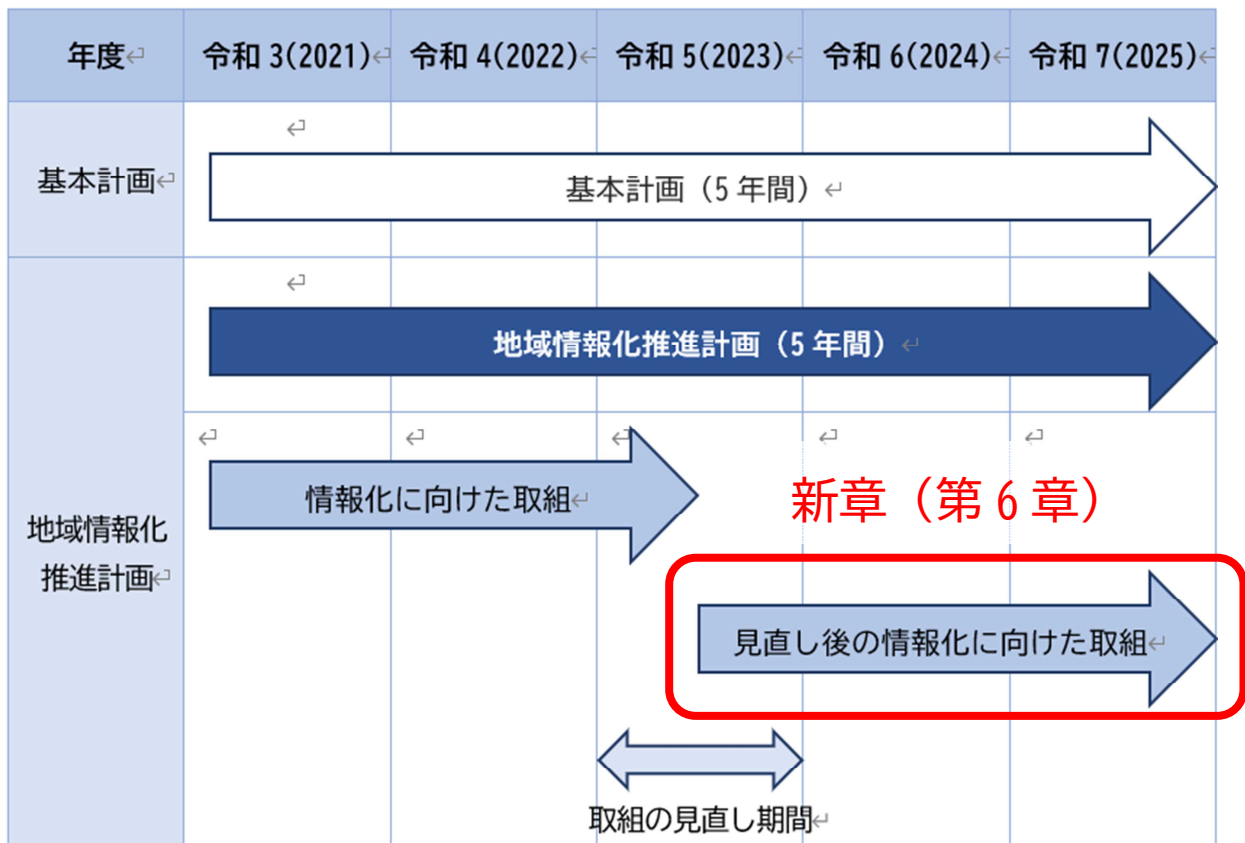 年度↵ 令和 3(2021)↵ 令和 4(2022)↵ 令和 5(2023)↵ 令和 6(2024)↵ 令和 7(2025)↵
基本計画↵
基本計画（5 年間）↵
地域情報化推進計画（5 年間）↵
地域情報化
推進計画↵
情報化に向けた取組↵
新章（第 6 章）
見直し後の情報化に向けた取組↵
取組の見直し期間↵